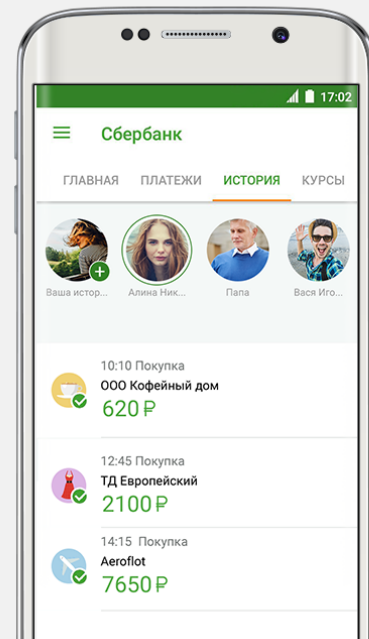 17:02
Сбербанк
ГЛАВНАЯ ПЛАТЕЖИ ИСТОРИЯ КУРСЫ
Ваша истор... Алина Ник... Папа Вася Иго...
10:10 Покупка
ООО Кофейный дом
620 ₽
12:45 Покупка
ТД Европейский
2100 ₽
14:15 Покупка
Aeroflot
7650 ₽